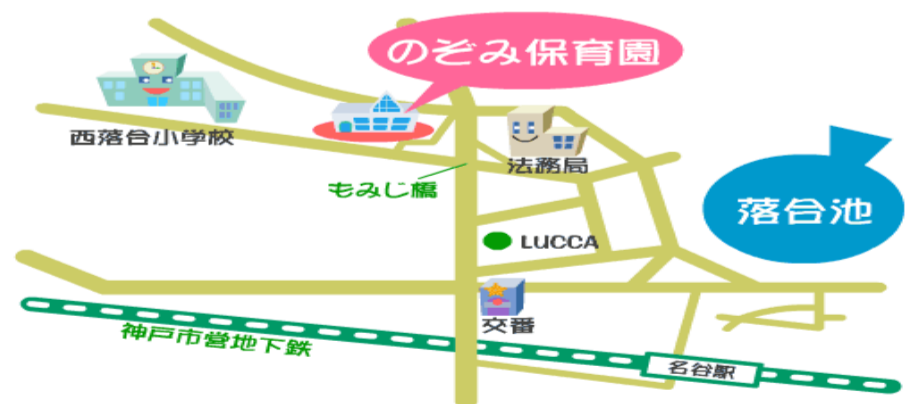 のぞみ保育園
西落合小学校
法務局
もみじ橋
落合池
LUCCA
交番
神戸市営地下鉄
名谷駅